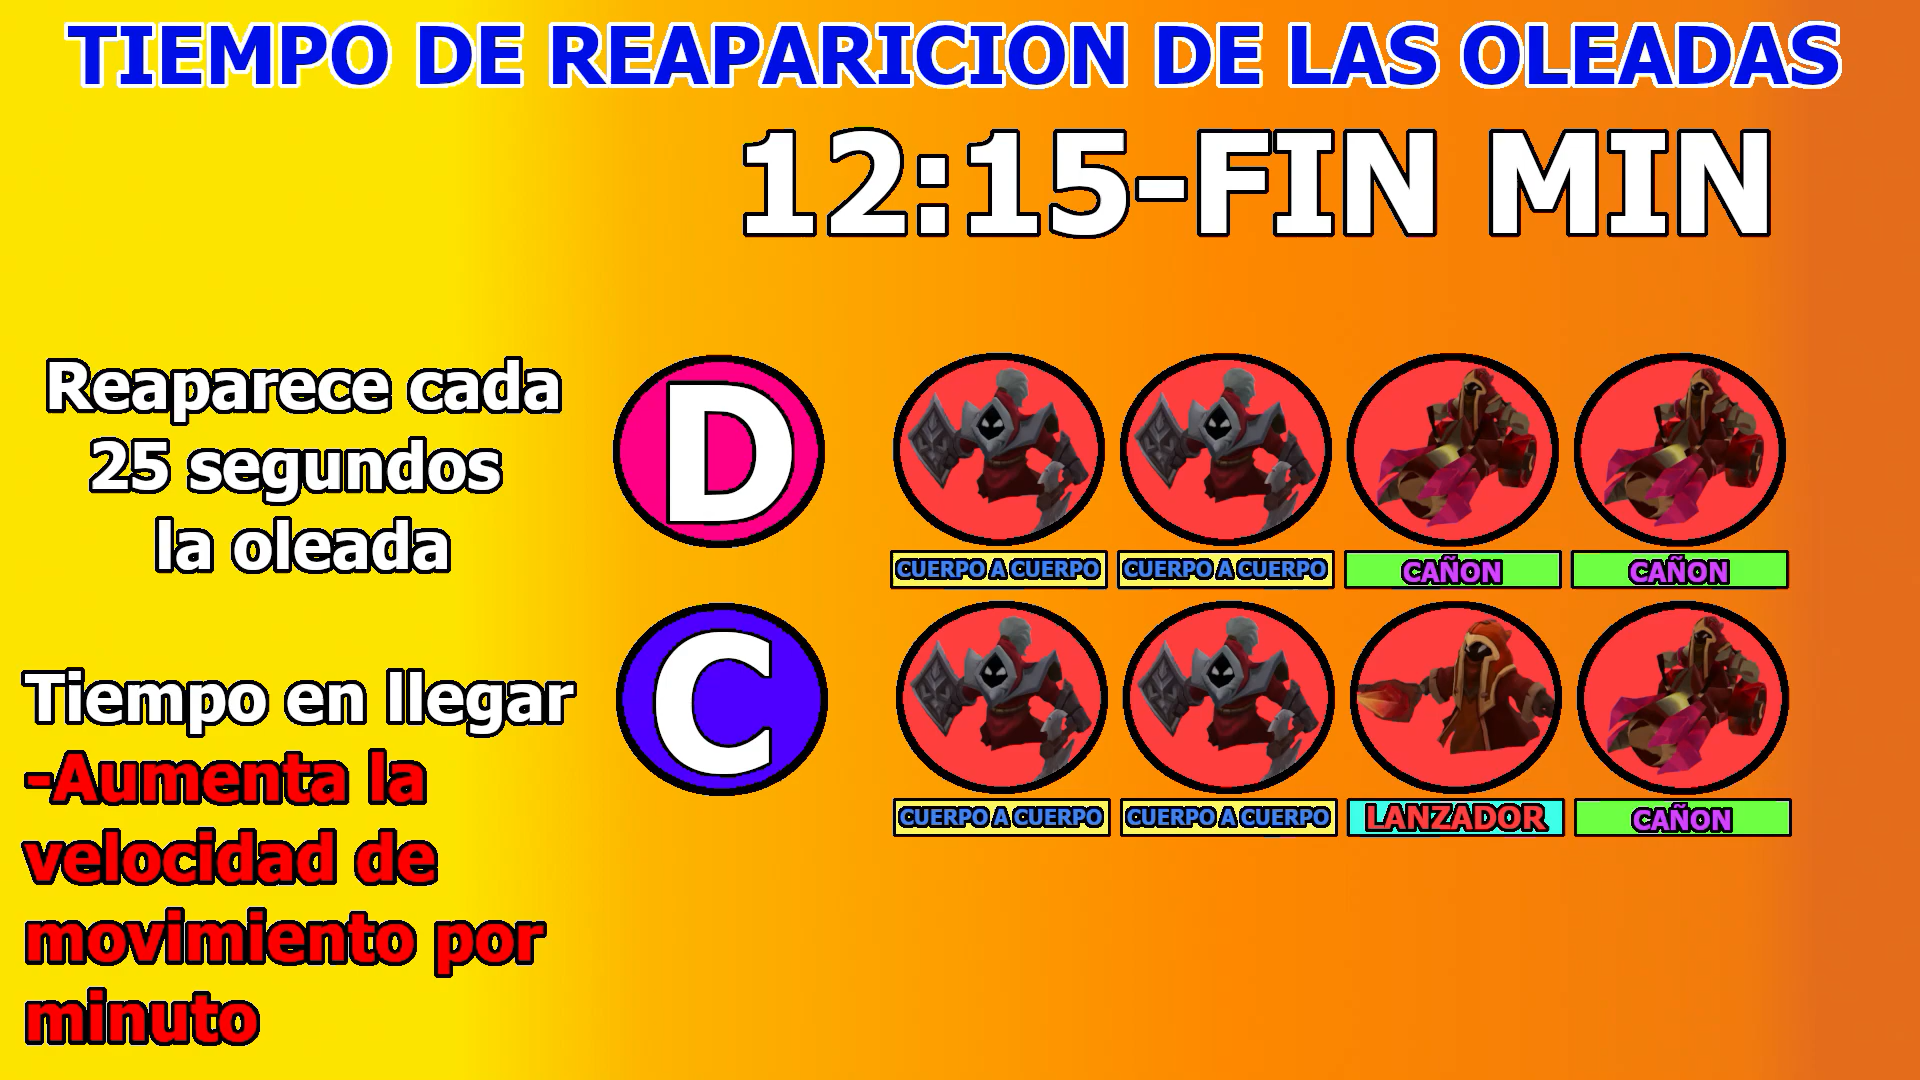 TIEMPO DE REAPARICION DE LAS OLEADAS
12:15-FIN MIN
Reaparece cada
25 segundos
la oleada
D
CUERPO A CUERPO
CUERPO A CUERPO
CAÑON
CAÑON
Tiempo en llegar
-Aumenta la
velocidad de
movimiento por
minuto
C
CUERPO A CUERPO
CUERPO A CUERPO
LANZADOR
CAÑON